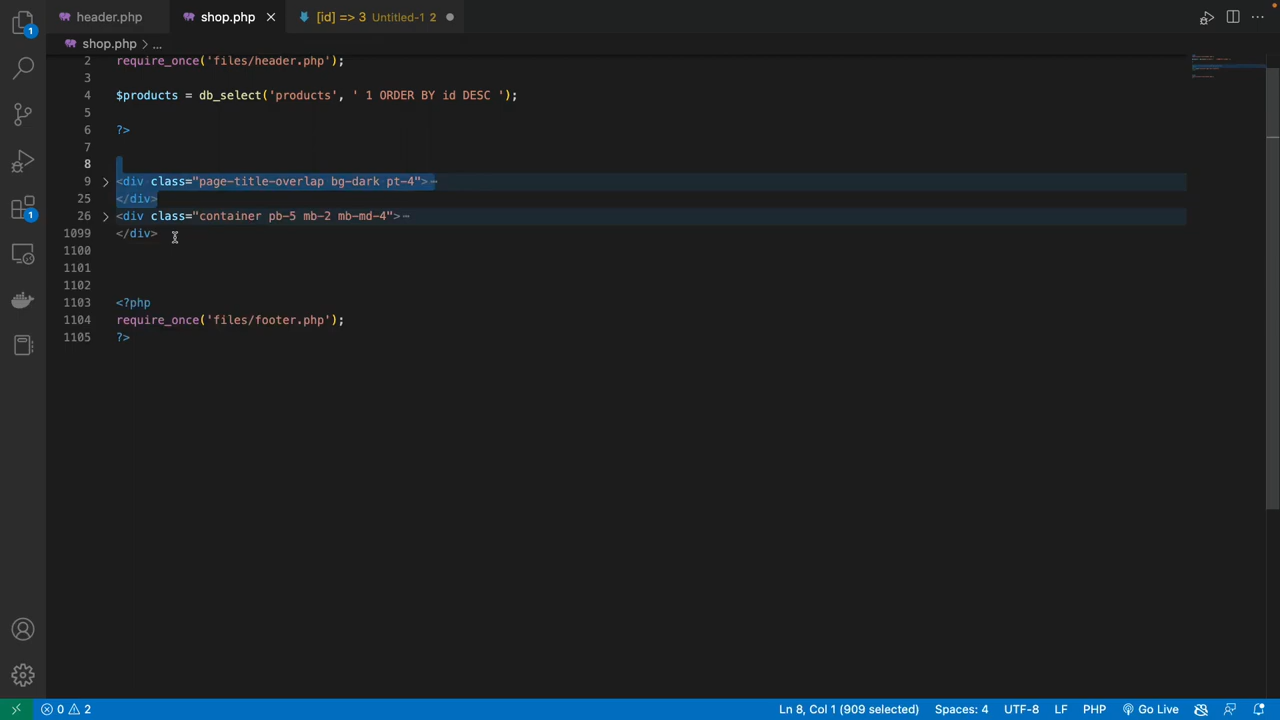 header.php
shop.php
[id] => 3 Untitled-1 2
shop.php > ...
2 require_once('files/header.php');
3
4 $products = db_select('products', ' 1 ORDER BY id DESC ');
5
6 ?>
7
8
9 <div class="page-title-overlap bg-dark pt-4">
25 </div>
26 <div class="container pb-5 mb-2 mb-md-4">
1099 </div>
1100
1101
1102
1103 <?php
1104 require_once('files/footer.php');
1105 ?>
1
1
0 2
Ln 8, Col 1 (909 selected)
Spaces: 4
UTF-8
LF
PHP
Go Live